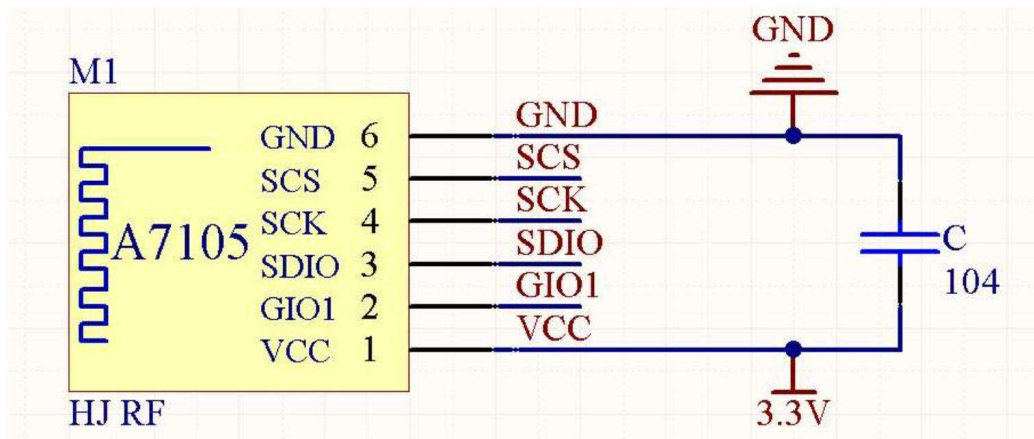 GND
M1
GND 6 GND
SCS 5 SCS
SCK 4 SCK
A7105
SDIO 3 SDIO
C
GIO1 2 GIO1
104
VCC 1 VCC
HJ RF
3.3V